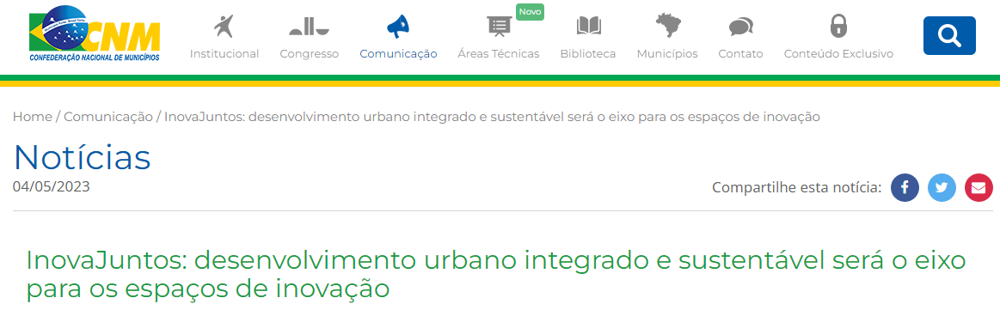 CNM
CONFEDERAÇÃO NACIONAL DE MUNICÍPIOS
Novo
Institucional
Congresso
Comunicação
Áreas Técnicas
Biblioteca
Municípios
Contato
Conteúdo Exclusivo
Home / Comunicação / InovaJuntos: desenvolvimento urbano integrado e sustentável será o eixo para os espaços de inovação
Notícias
04/05/2023
Compartilhe esta notícia:
InovaJuntos: desenvolvimento urbano integrado e sustentável será o eixo
para os espaços de inovação